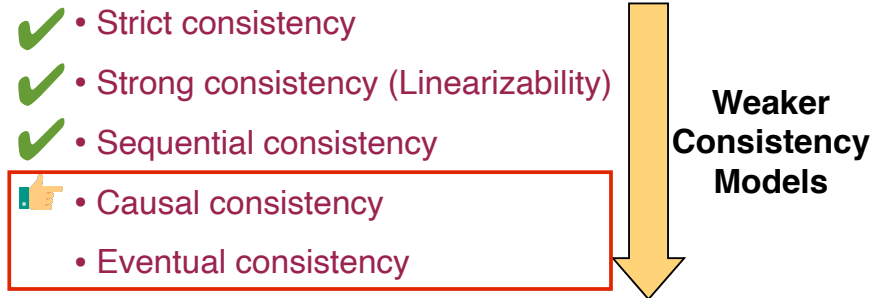 • Strict consistency
• Strong consistency (Linearizability)
• Sequential consistency
• Causal consistency
• Eventual consistency
Weaker
Consistency
Models